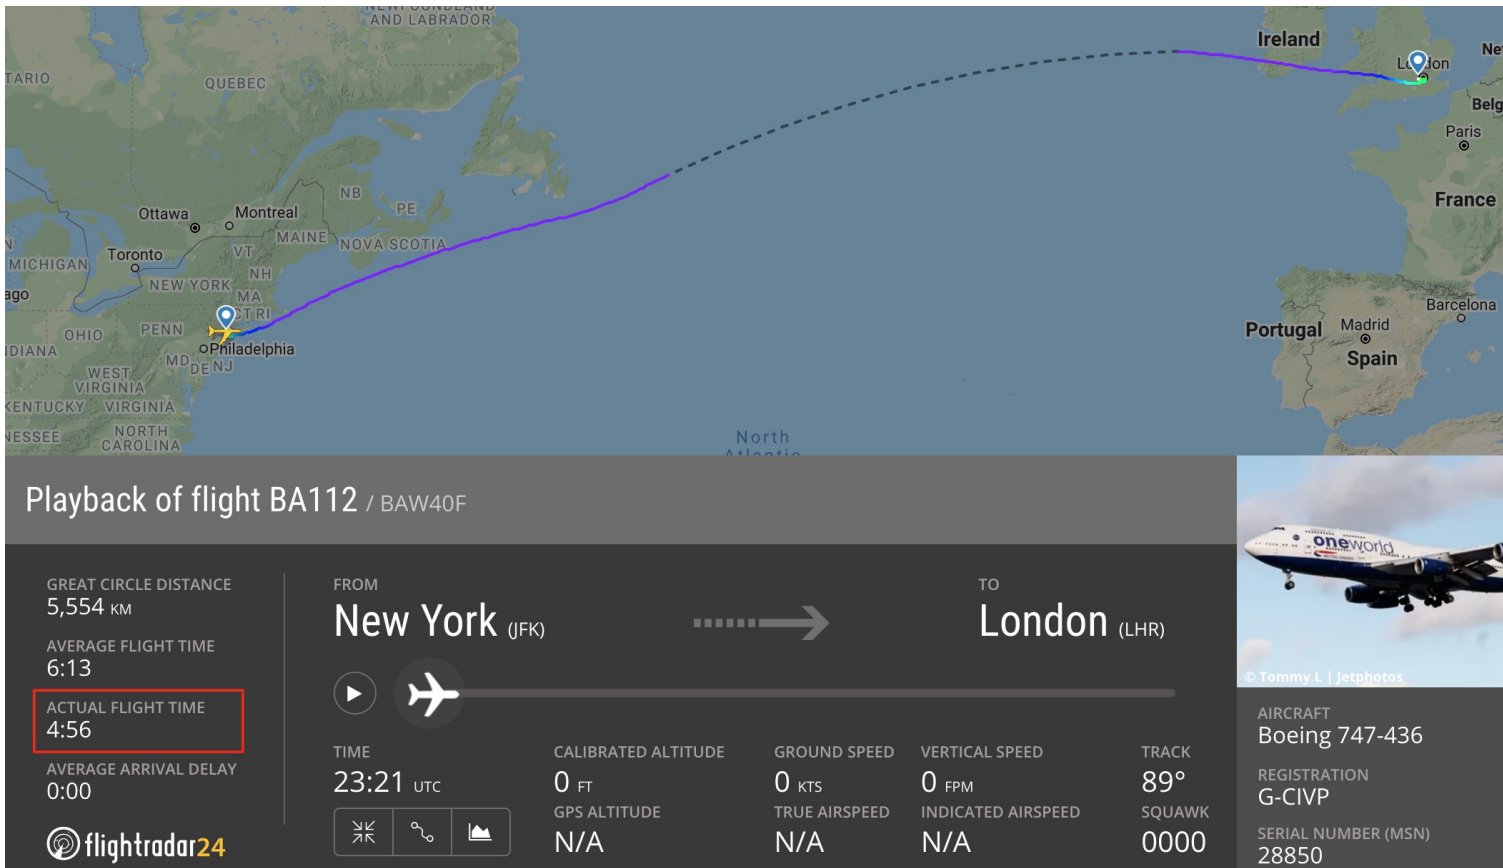 NEWFOUNDLAND
AND LABRADOR
Ireland
London
Net
TARIO
QUEBEC
Belg
Paris
NB
PE
Ottawa
Montreal
France
MAINE
NOVA SCOTIA
VT
Toronto
MICHIGAN
NH
NEW YORK
MA
ago
CT RI
Barcelona
OHIO
PENN
Portugal
Madrid
NDIANA
Philadelphia
Spain
MD
DE
NJ
WEST
VIRGINIA
KENTUCKY
VIRGINIA
NORTH
CAROLINA
NESSEE
North
Atlantic
Playback of flight BA112 / BAW40F
oneworld
GREAT CIRCLE DISTANCE
5,554 KM
AVERAGE FLIGHT TIME
6:13
ACTUAL FLIGHT TIME
4:56
AVERAGE ARRIVAL DELAY
0:00
flightradar24
FROM
New York (JFK)
TO
London (LHR)
TIME
23:21 UTC
CALIBRATED ALTITUDE
0 FT
GPS ALTITUDE
N/A
GROUND SPEED
0 KTS
TRUE AIRSPEED
N/A
VERTICAL SPEED
0 FPM
INDICATED AIRSPEED
N/A
TRACK
89°
SQUAWK
0000
© Tommy.L | Jetphotos
AIRCRAFT
Boeing 747-436
REGISTRATION
G-CIVP
SERIAL NUMBER (MSN)
28850